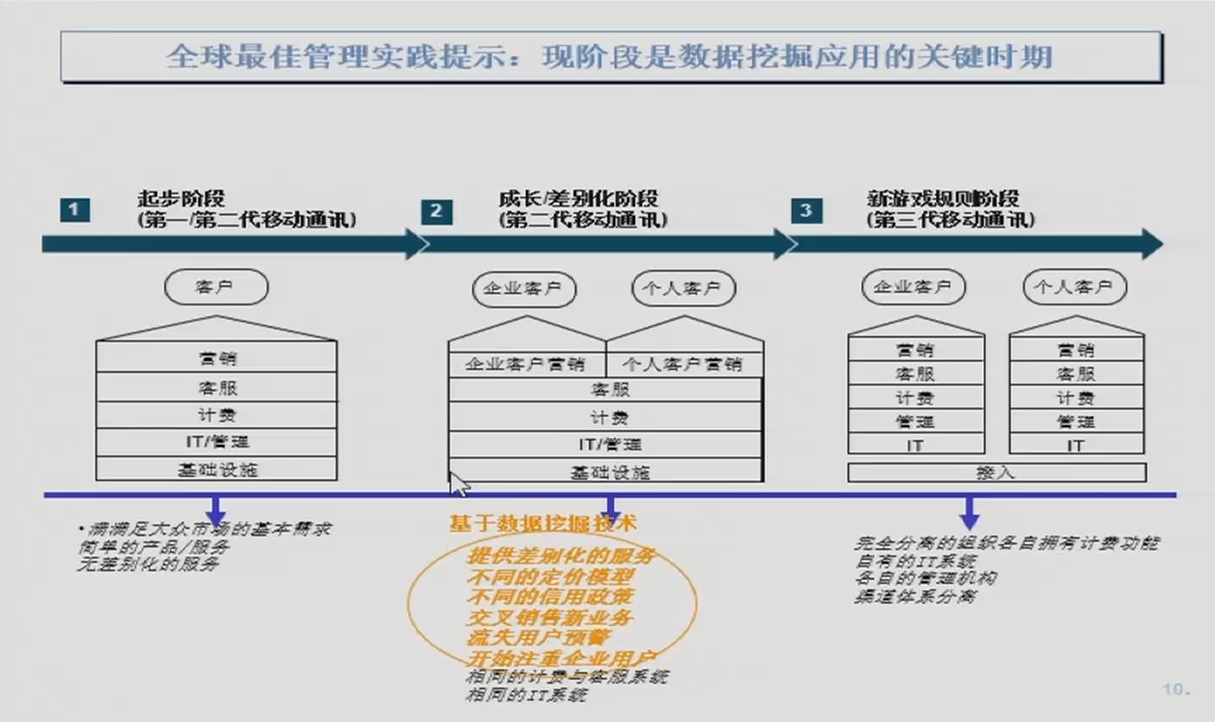 全球最佳管理实践提示：现阶段是数据挖掘应用的关键时期
1
起步阶段
(第一/第二代移动通讯)
2
成长/差别化阶段
(第二代移动通讯)
3
新游戏规则阶段
(第三代移动通讯)
客户
营销
客服
计费
IT/管理
基础设施
企业客户
个人客户
企业客户营销
个人客户营销
客服
计费
IT/管理
基础设施
企业客户
个人客户
营销
客服
计费
管理
IT
营销
客服
计费
管理
IT
接入
•满满足大众市场的基本需求
简单的产品/服务
无差别化的服务
基于数据挖掘技术
提供差别化的服务
不同的定价模型
不同的信用政策
交叉销售新业务
流失用户预警
开始注重企业用户
相同的计费与客服系统
相同的IT系统
完全分离的组织各自拥有计费功能
自有的IT系统
各自的管理机构
渠道体系分离
10.